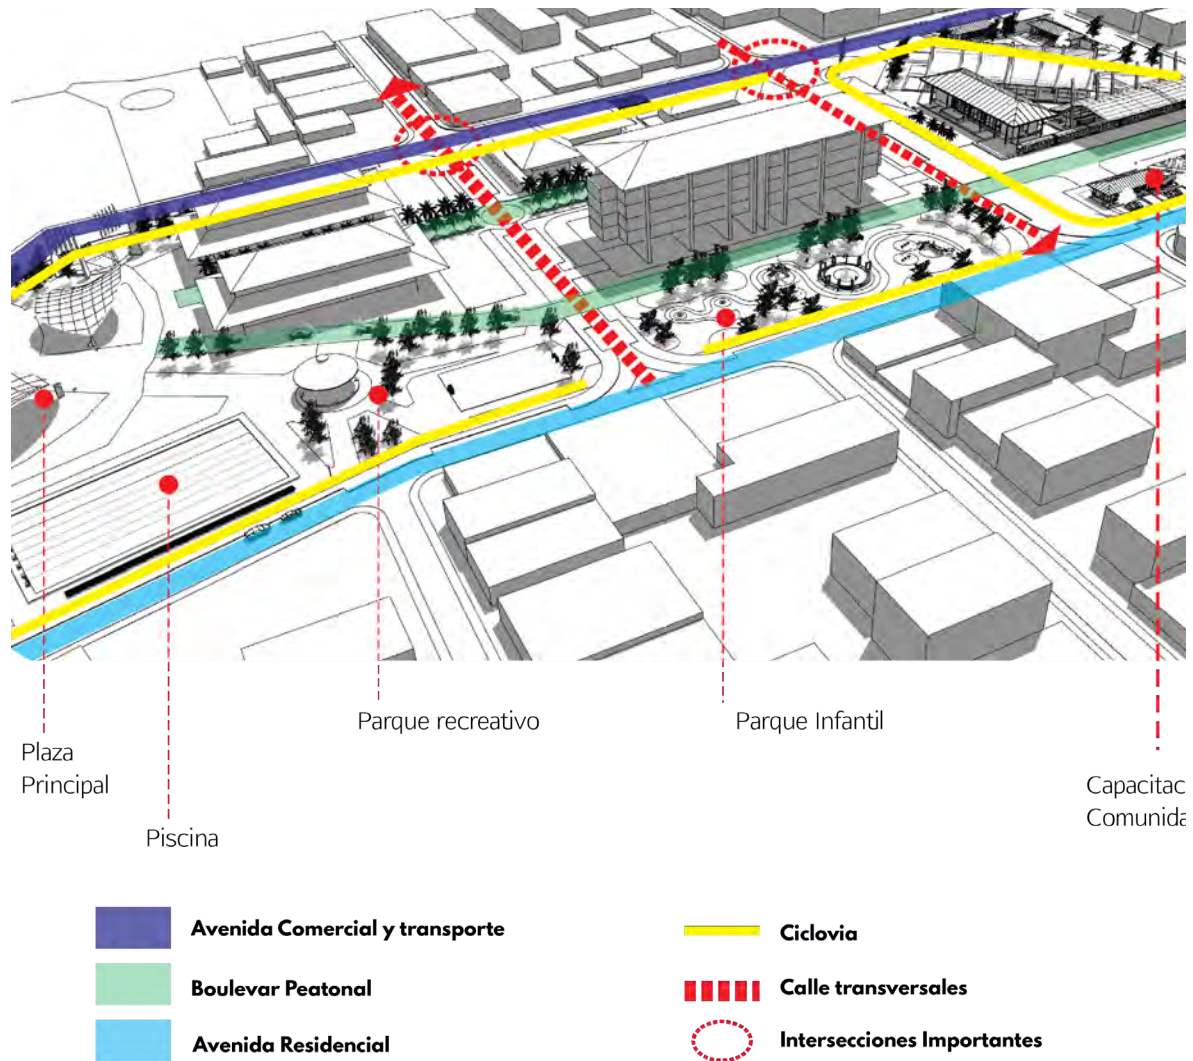 Parque recreativo
Parque Infantil
Plaza
Principal
Capacitac
Comunida
Piscina
Avenida Comercial y transporte
Ciclovia
Boulevar Peatonal
Calle transversales
Avenida Residencial
Intersecciones Importantes